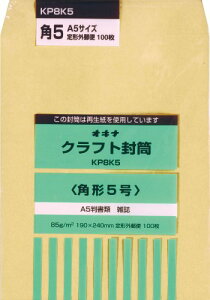 KP8K5
角5
A5サイズ
定形外郵便 100枚
この封筒は再生紙を使用しています
オキナ
クラフト封筒
KP8K5
〈角形5号〉
A5判書類 雑誌
85g/m² 190×240mm 定形外郵便 100枚